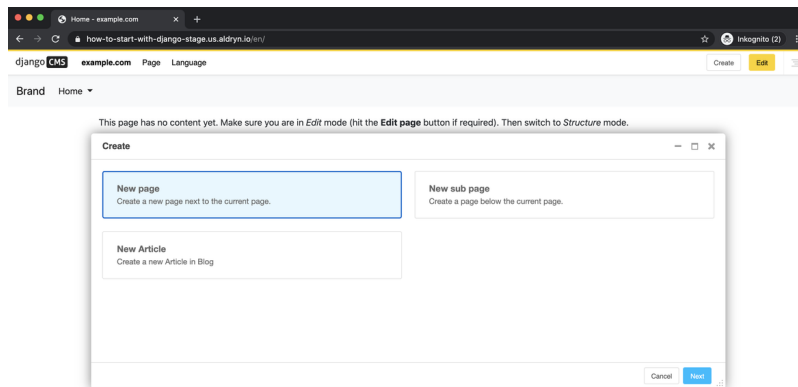 Home - example.com
how-to-start-with-django-stage.us.aldryn.io/en/
Inkognito (2)
django CMS example.com Page Language
Create Edit
Brand Home
This page has no content yet. Make sure you are in Edit mode (hit the Edit page button if required). Then switch to Structure mode.
Create
New page
Create a new page next to the current page.
New sub page
Create a page below the current page.
New Article
Create a new Article in Blog
Cancel Next